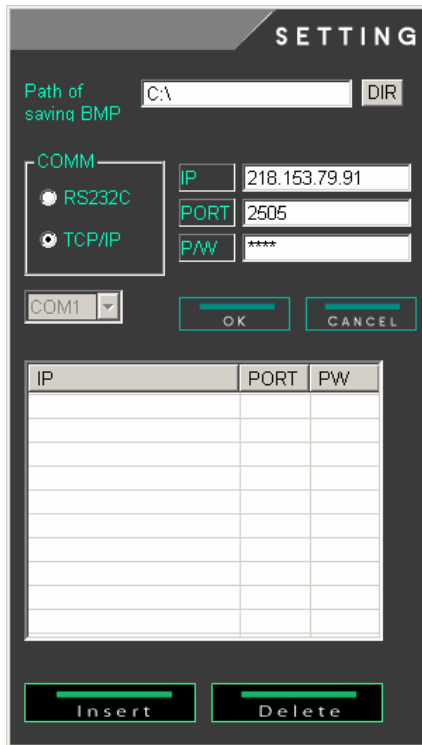 SETTING
Path of
saving BMP
C:\
DIR
COMM
RS232C
TCP/IP
IP
218.153.79.91
PORT
2505
P/W
****
COM1
OK
CANCEL
IP PORT PW
Insert
Delete